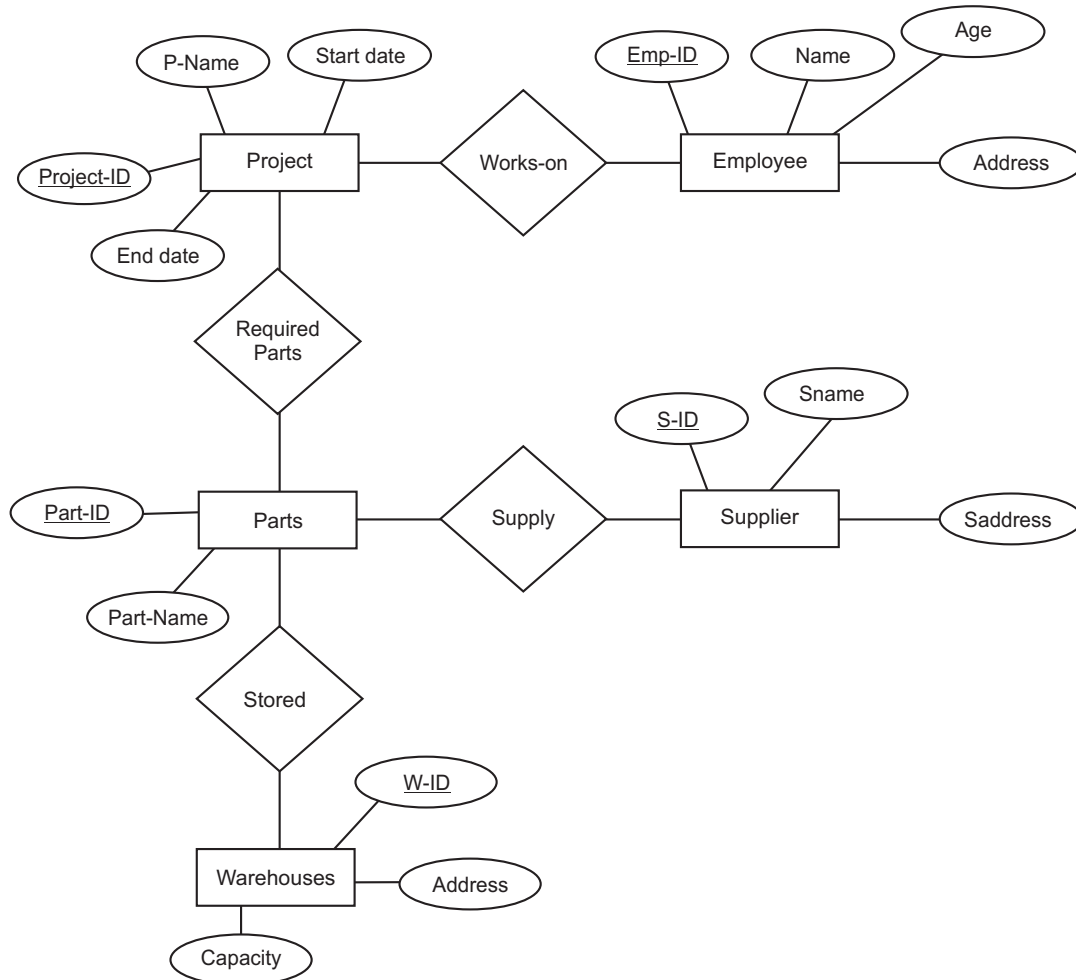 Age
P-Name
Start date
Emp-ID
Name
Project
Works-on
Employee
Address
Project-ID
End date
Required
Parts
Sname
S-ID
Part-ID
Parts
Supply
Supplier
Saddress
Part-Name
Stored
W-ID
Warehouses
Address
Capacity